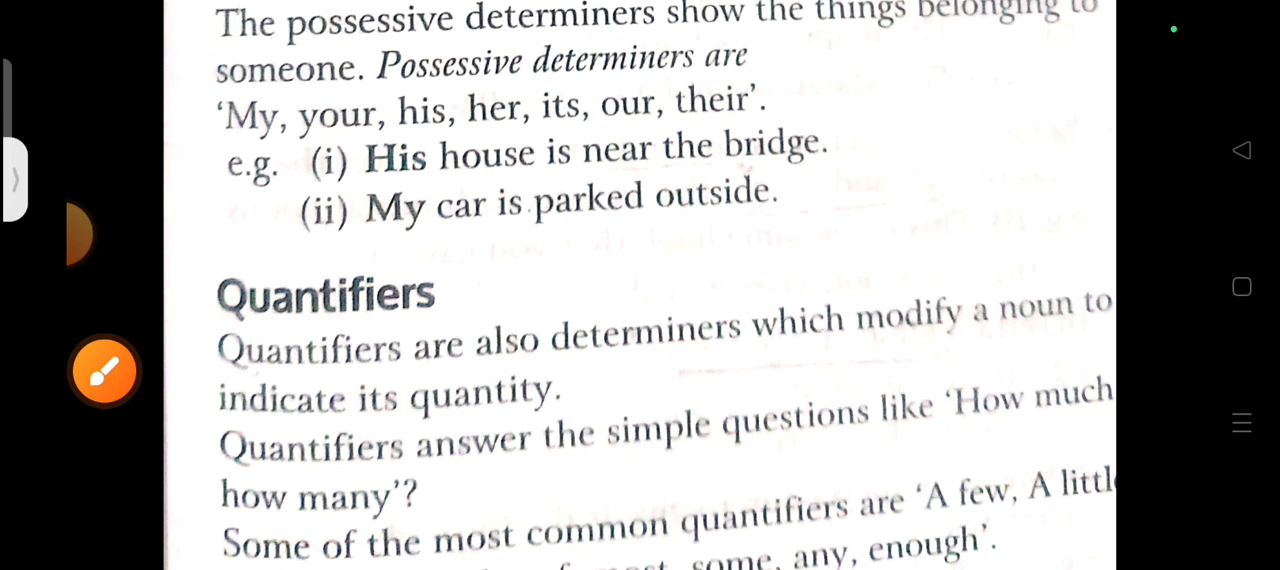 The possessive determiners show the things belonging to
someone. Possessive determiners are
‘My, your, his, her, its, our, their’.
e.g. (i) His house is near the bridge.
(ii) My car is parked outside.
Quantifiers
Quantifiers are also determiners which modify a noun to
indicate its quantity.
Quantifiers answer the simple questions like ‘How much
how many’?
Some of the most common quantifiers are ‘A few, A
some, any, enough’.